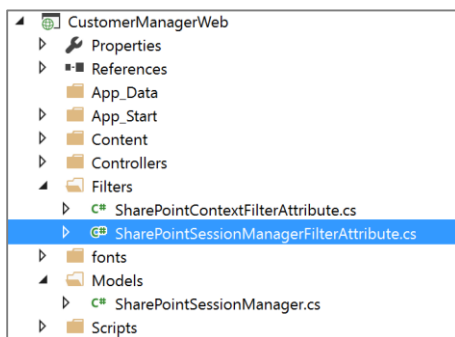 CustomerManagerWeb
Properties
References
App_Data
App_Start
Content
Controllers
Filters
C# SharePointContextFilterAttribute.cs
C# SharePointSessionManagerFilterAttribute.cs
fonts
Models
C# SharePointSessionManager.cs
Scripts